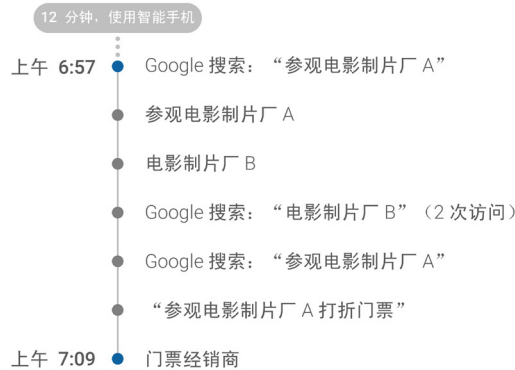 12 分钟，使用智能手机
上午 6:57 Google 搜索：“参观电影制片厂 A”
参观电影制片厂 A
电影制片厂 B
Google 搜索：“电影制片厂 B”（2 次访问）
Google 搜索：“参观电影制片厂 A”
“参观电影制片厂 A 打折门票”
上午 7:09 门票经销商